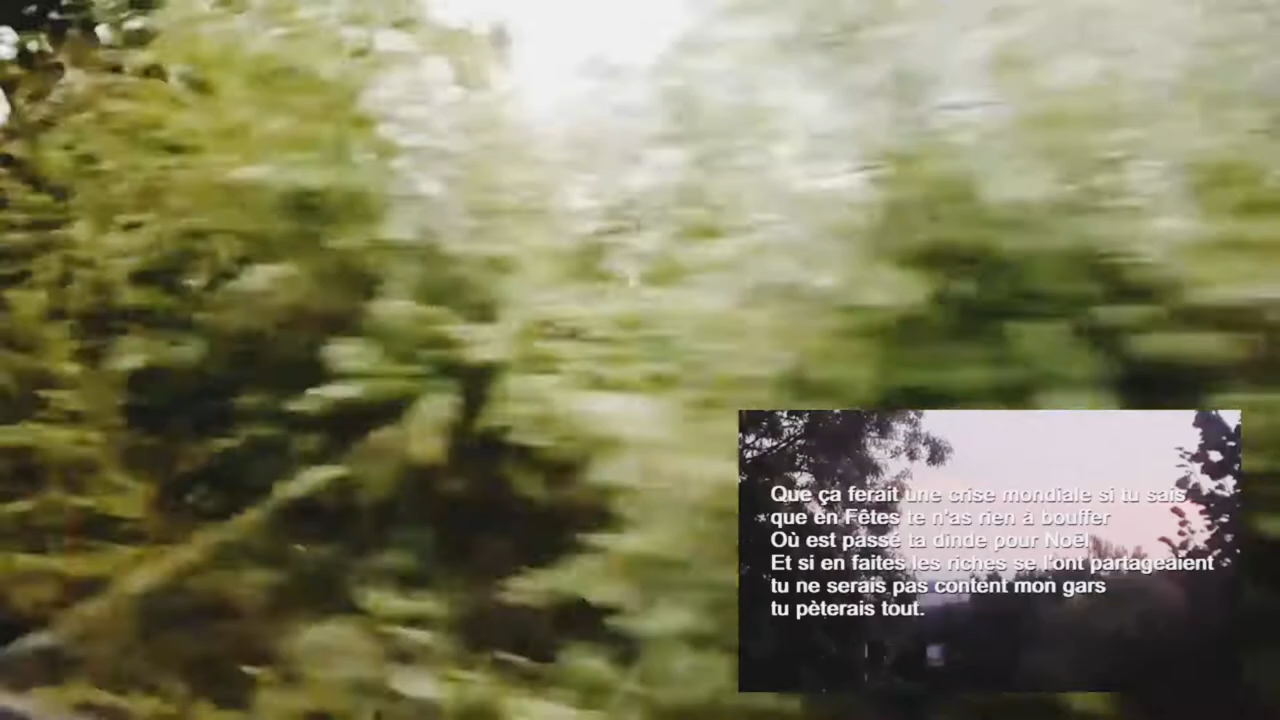 Que ça ferait une crise mondiale si tu sais
que en Fêtes te n'as rien à bouffer
Où est passé ta dinde pour Noël
Et si en faites les riches se l'ont partageaient
tu ne serais pas content mon gars
tu pèterais tout.